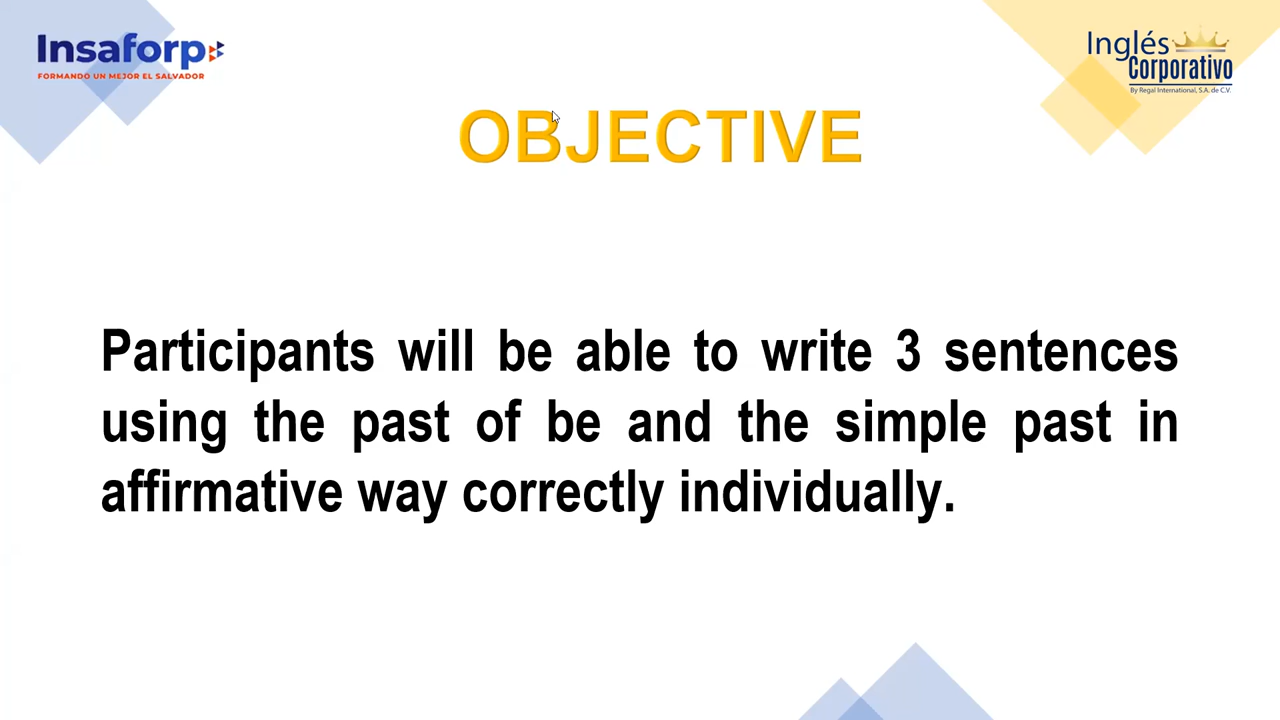 Insaforp
FORMANDO UN MEJOR EL SALVADOR
Inglés
Corporativo
By Regal International, S.A. de C.V.
OBJECTIVE
Participants will be able to write 3 sentences
using the past of be and the simple past in
affirmative way correctly individually.